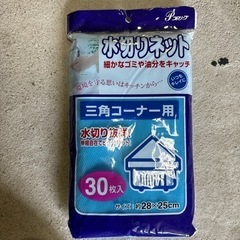 水切りネット
細かなゴミや油分をキャッチ
三角コーナー用
水切り抜群!
30枚入
サイズ:約28×25cm